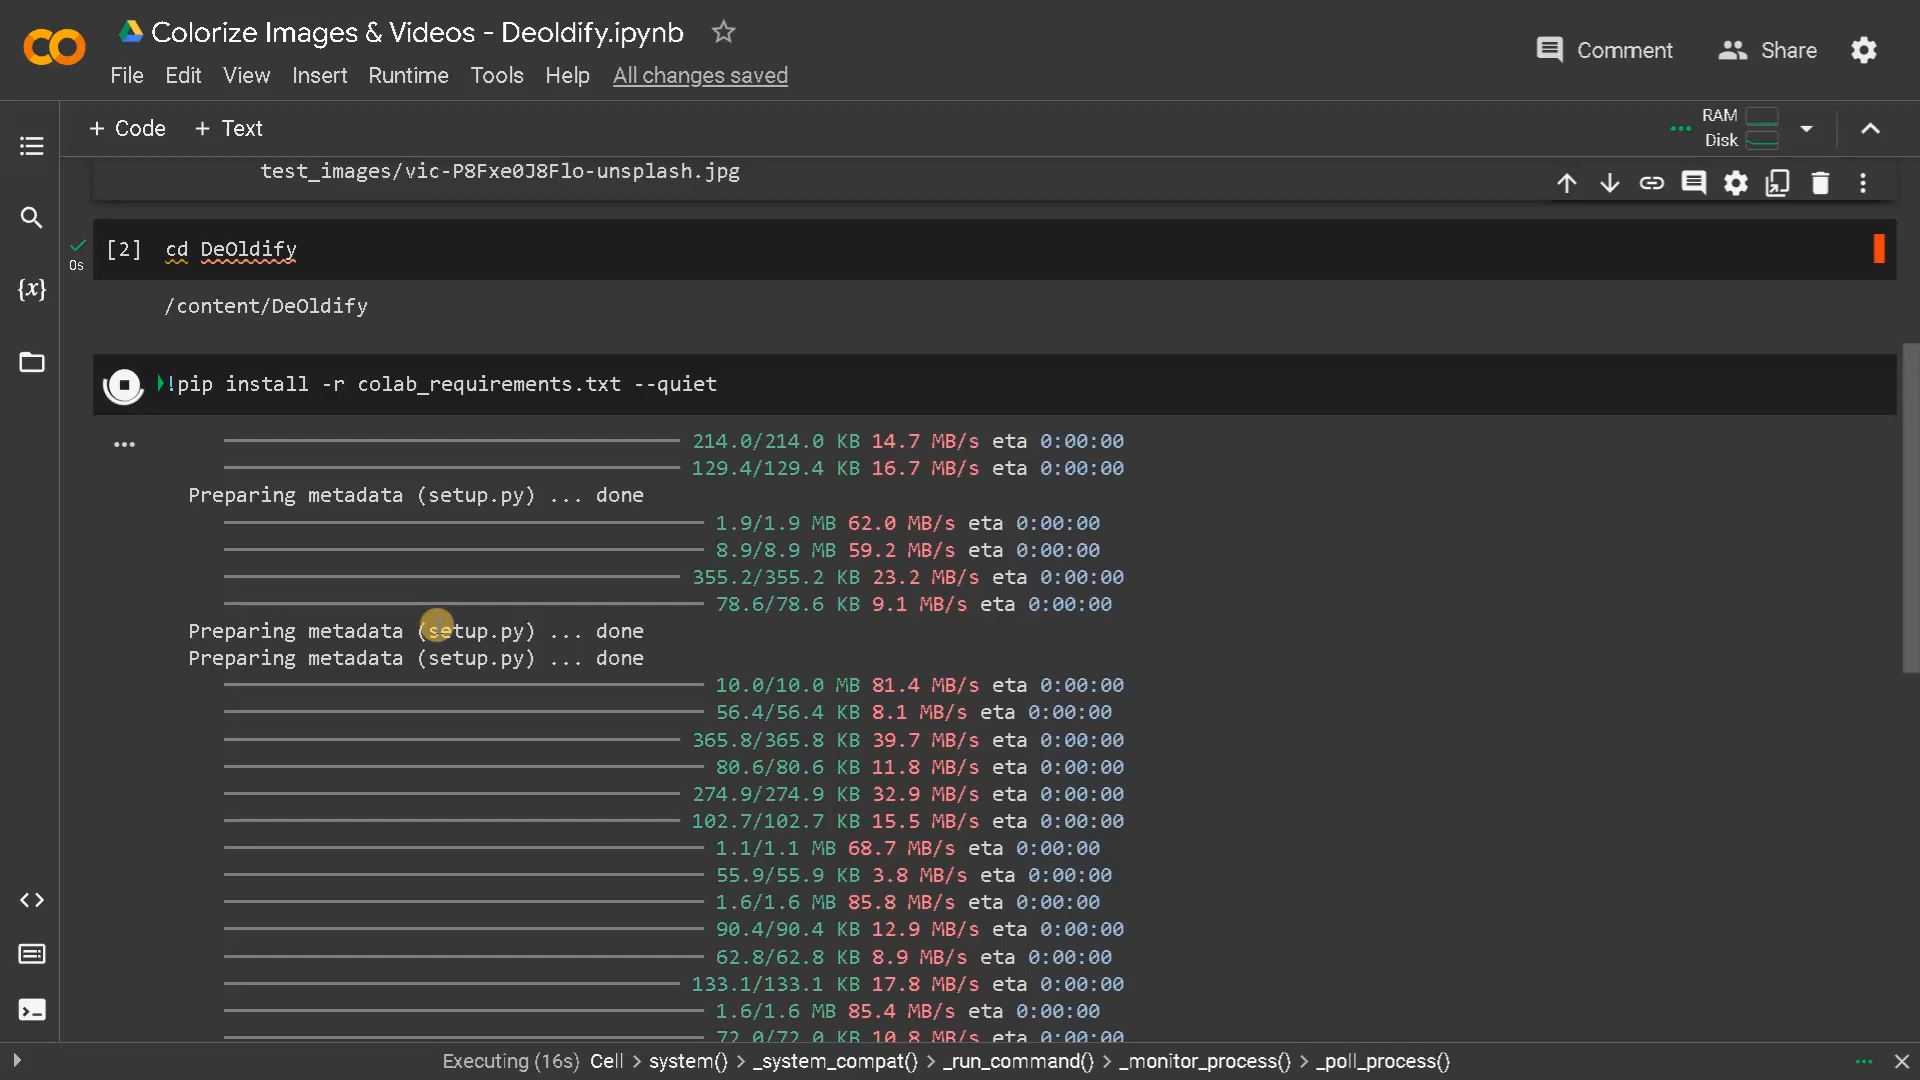 Colorize Images & Videos - Deoldify.ipynb
Comment Share
File Edit View Insert Runtime Tools Help All changes saved
+ Code + Text
RAM
Disk
test_images/vic-P8Fxe0J8Flo-unsplash.jpg
[2] cd DeOldify
0s
/content/DeOldify
!pip install -r colab_requirements.txt --quiet
214.0/214.0 KB 14.7 MB/s eta 0:00:00
129.4/129.4 KB 16.7 MB/s eta 0:00:00
Preparing metadata (setup.py) ... done
1.9/1.9 MB 62.0 MB/s eta 0:00:00
8.9/8.9 MB 59.2 MB/s eta 0:00:00
355.2/355.2 KB 23.2 MB/s eta 0:00:00
78.6/78.6 KB 9.1 MB/s eta 0:00:00
Preparing metadata (setup.py) ... done
Preparing metadata (setup.py) ... done
10.0/10.0 MB 81.4 MB/s eta 0:00:00
56.4/56.4 KB 8.1 MB/s eta 0:00:00
365.8/365.8 KB 39.7 MB/s eta 0:00:00
80.6/80.6 KB 11.8 MB/s eta 0:00:00
274.9/274.9 KB 32.9 MB/s eta 0:00:00
102.7/102.7 KB 15.5 MB/s eta 0:00:00
1.1/1.1 MB 68.7 MB/s eta 0:00:00
55.9/55.9 KB 3.8 MB/s eta 0:00:00
1.6/1.6 MB 85.8 MB/s eta 0:00:00
90.4/90.4 KB 12.9 MB/s eta 0:00:00
62.8/62.8 KB 8.9 MB/s eta 0:00:00
133.1/133.1 KB 17.8 MB/s eta 0:00:00
1.6/1.6 MB 85.4 MB/s eta 0:00:00
72.0/72.0 KB 10.8 MB/s eta 0:00:00
Executing (16s) Cell > system() > _system_compat() > _run_command() > _monitor_process() > _poll_process()